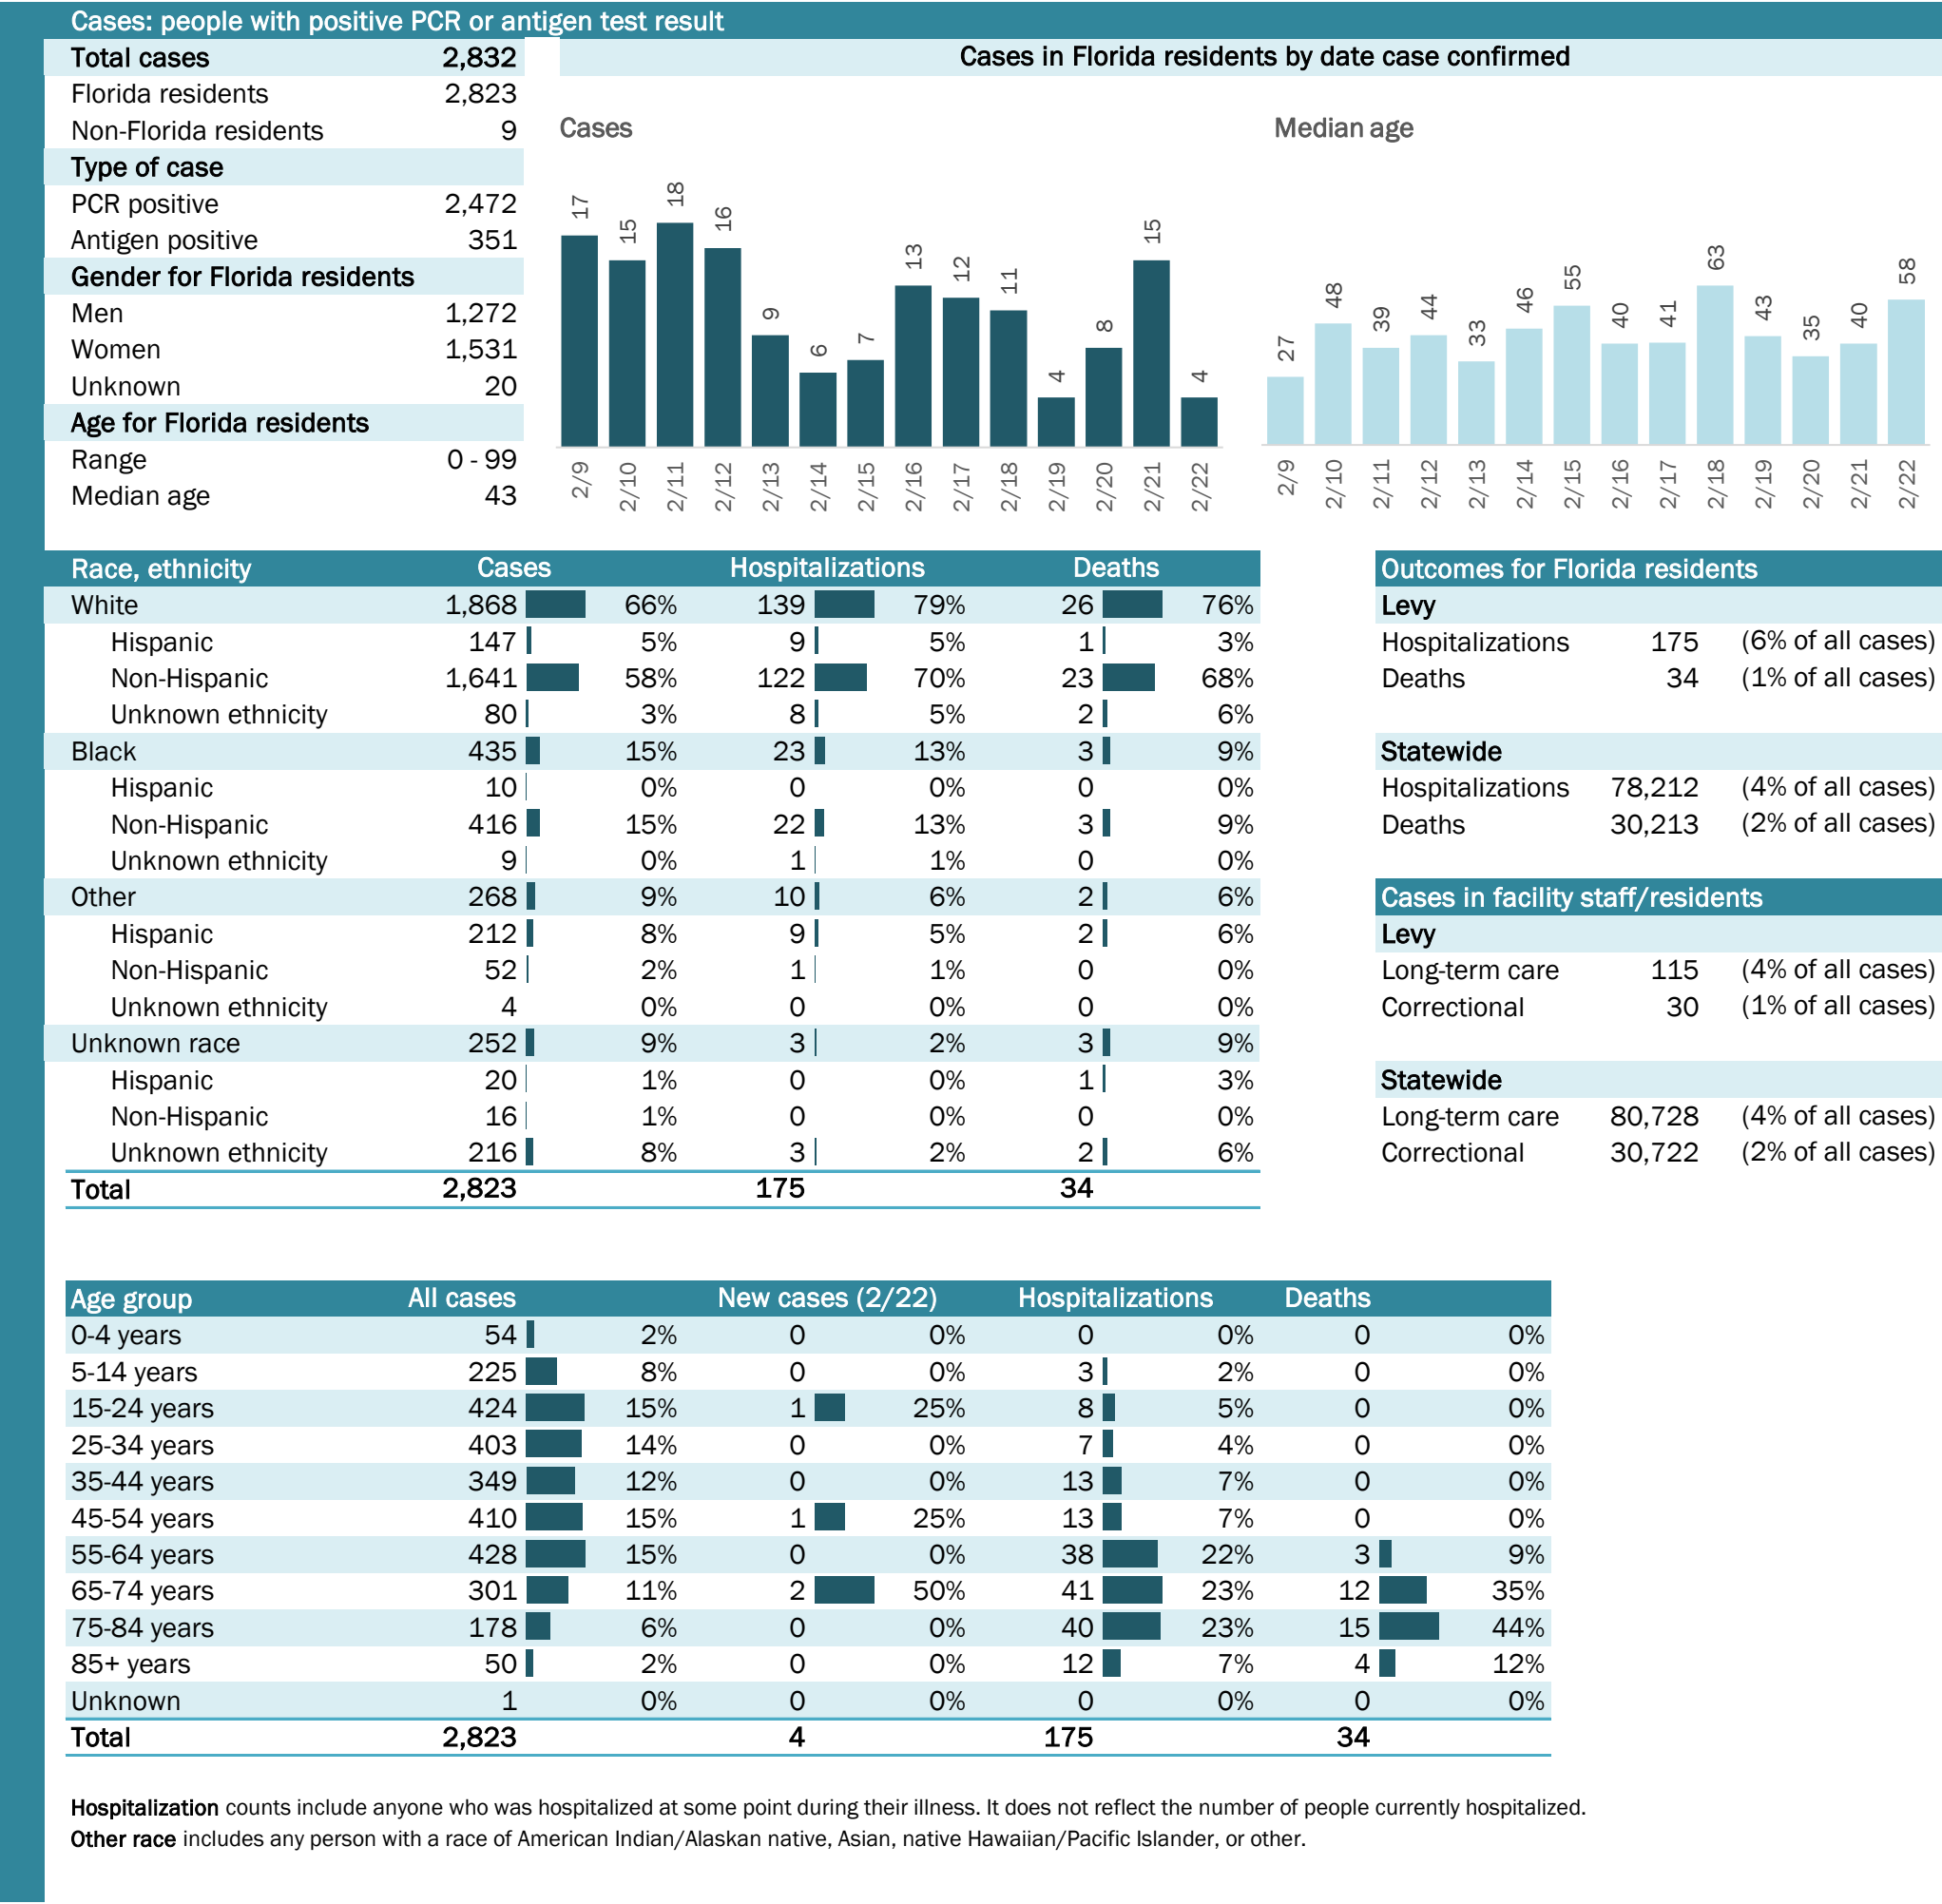 Cases: people with positive PCR or antigen test result
Total cases 2,832
Florida residents 2,823
Non-Florida residents 9
Type of case
PCR positive 2,472
Antigen positive 351
Gender for Florida residents
Men 1,272
Women 1,531
Unknown 20
Age for Florida residents
Range 0 - 99
Median age 43
Cases in Florida residents by date case confirmed
Cases
17 15 18 16 9 6 7 13 12 11 4 8 15 4
2/9 2/10 2/11 2/12 2/13 2/14 2/15 2/16 2/17 2/18 2/19 2/20 2/21 2/22
Median age
27 48 39 44 33 46 55 40 41 63 43 35 40 58
2/9 2/10 2/11 2/12 2/13 2/14 2/15 2/16 2/17 2/18 2/19 2/20 2/21 2/22
Race, ethnicity Cases Hospitalizations Deaths
White 1,868 66% 139 79% 26 76%
Hispanic 147 5% 9 5% 1 3%
Non-Hispanic 1,641 58% 122 70% 23 68%
Unknown ethnicity 80 3% 8 5% 2 6%
Black 435 15% 23 13% 3 9%
Hispanic 10 0% 0 0% 0 0%
Non-Hispanic 416 15% 22 13% 3 9%
Unknown ethnicity 9 0% 1 1% 0 0%
Other 268 9% 10 6% 2 6%
Hispanic 212 8% 9 5% 2 6%
Non-Hispanic 52 2% 1 1% 0 0%
Unknown ethnicity 4 0% 0 0% 0 0%
Unknown race 252 9% 3 2% 3 9%
Hispanic 20 1% 0 0% 1 3%
Non-Hispanic 16 1% 0 0% 0 0%
Unknown ethnicity 216 8% 3 2% 2 6%
Total 2,823 175 34
Outcomes for Florida residents
Levy
Hospitalizations 175 (6% of all cases)
Deaths 34 (1% of all cases)
Statewide
Hospitalizations 78,212 (4% of all cases)
Deaths 30,213 (2% of all cases)
Cases in facility staff/residents
Levy
Long-term care 115 (4% of all cases)
Correctional 30 (1% of all cases)
Statewide
Long-term care 80,728 (4% of all cases)
Correctional 30,722 (2% of all cases)
Age group All cases New cases (2/22) Hospitalizations Deaths
0-4 years 54 2% 0 0% 0 0% 0 0%
5-14 years 225 8% 0 0% 3 2% 0 0%
15-24 years 424 15% 1 25% 8 5% 0 0%
25-34 years 403 14% 0 0% 7 4% 0 0%
35-44 years 349 12% 0 0% 13 7% 0 0%
45-54 years 410 15% 1 25% 13 7% 0 0%
55-64 years 428 15% 0 0% 38 22% 3 9%
65-74 years 301 11% 2 50% 41 23% 12 35%
75-84 years 178 6% 0 0% 40 23% 15 44%
85+ years 50 2% 0 0% 12 7% 4 12%
Unknown 1 0% 0 0% 0 0% 0 0%
Total 2,823 4 175 34
Hospitalization counts include anyone who was hospitalized at some point during their illness. It does not reflect the number of people currently hospitalized.
Other race includes any person with a race of American Indian/Alaskan native, Asian, native Hawaiian/Pacific Islander, or other.